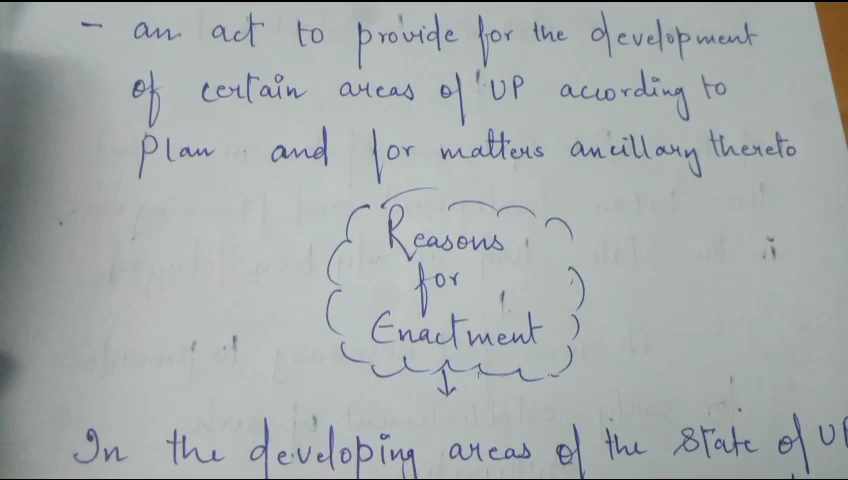 - an act to provide for the development
of certain areas of UP according to
Plan and for matters ancillary thereto
Reasons
for
Enactment
In the developing areas of the state of UP